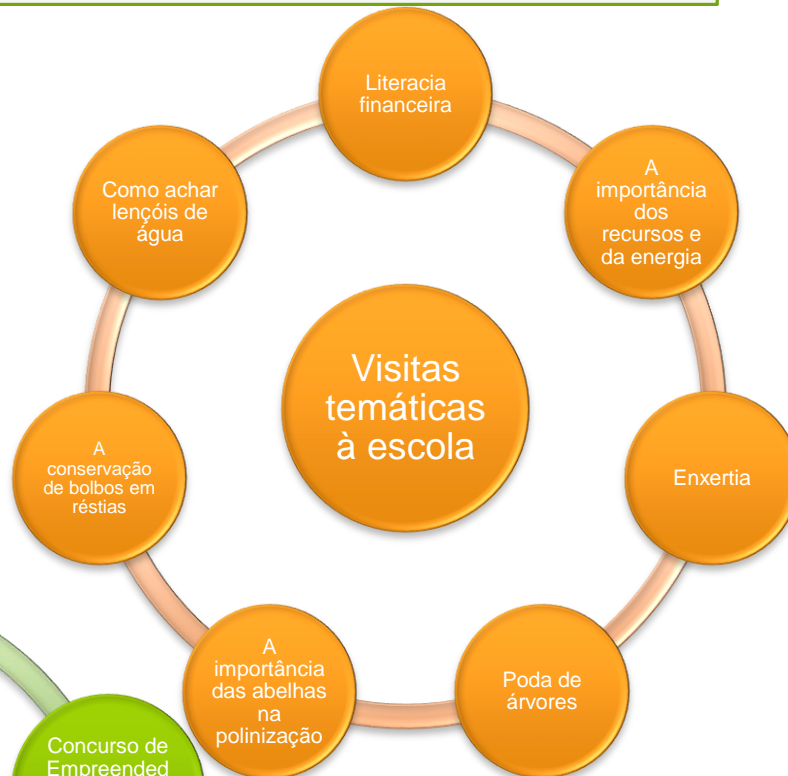 Literacia
financeira
A
importância
dos
recursos e
da energia
Enxertia
Poda de
árvores
A
importância
das abelhas
na
polinização
A
conservação
de bolbos em
réstias
Como achar
lençóis de
água
Visitas
temáticas
à escola
Concurso de
Empreended